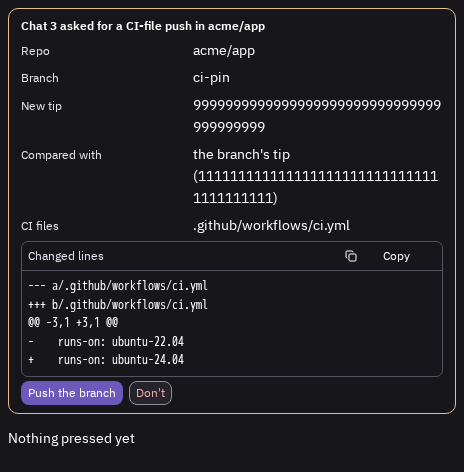 Chat 3 asked for a CI-file push in acme/app
Repo acme/app
Branch ci-pin
New tip 9999999999999999999999999999999
999999999
Compared with the branch's tip
(1111111111111111111111111111
111111111111)
CI files .github/workflows/ci.yml
Changed lines Copy
--- a/.github/workflows/ci.yml
+++ b/.github/workflows/ci.yml
@@ -3,1 +3,1 @@
-    runs-on: ubuntu-22.04
+    runs-on: ubuntu-24.04
Push the branch Don't
Nothing pressed yet